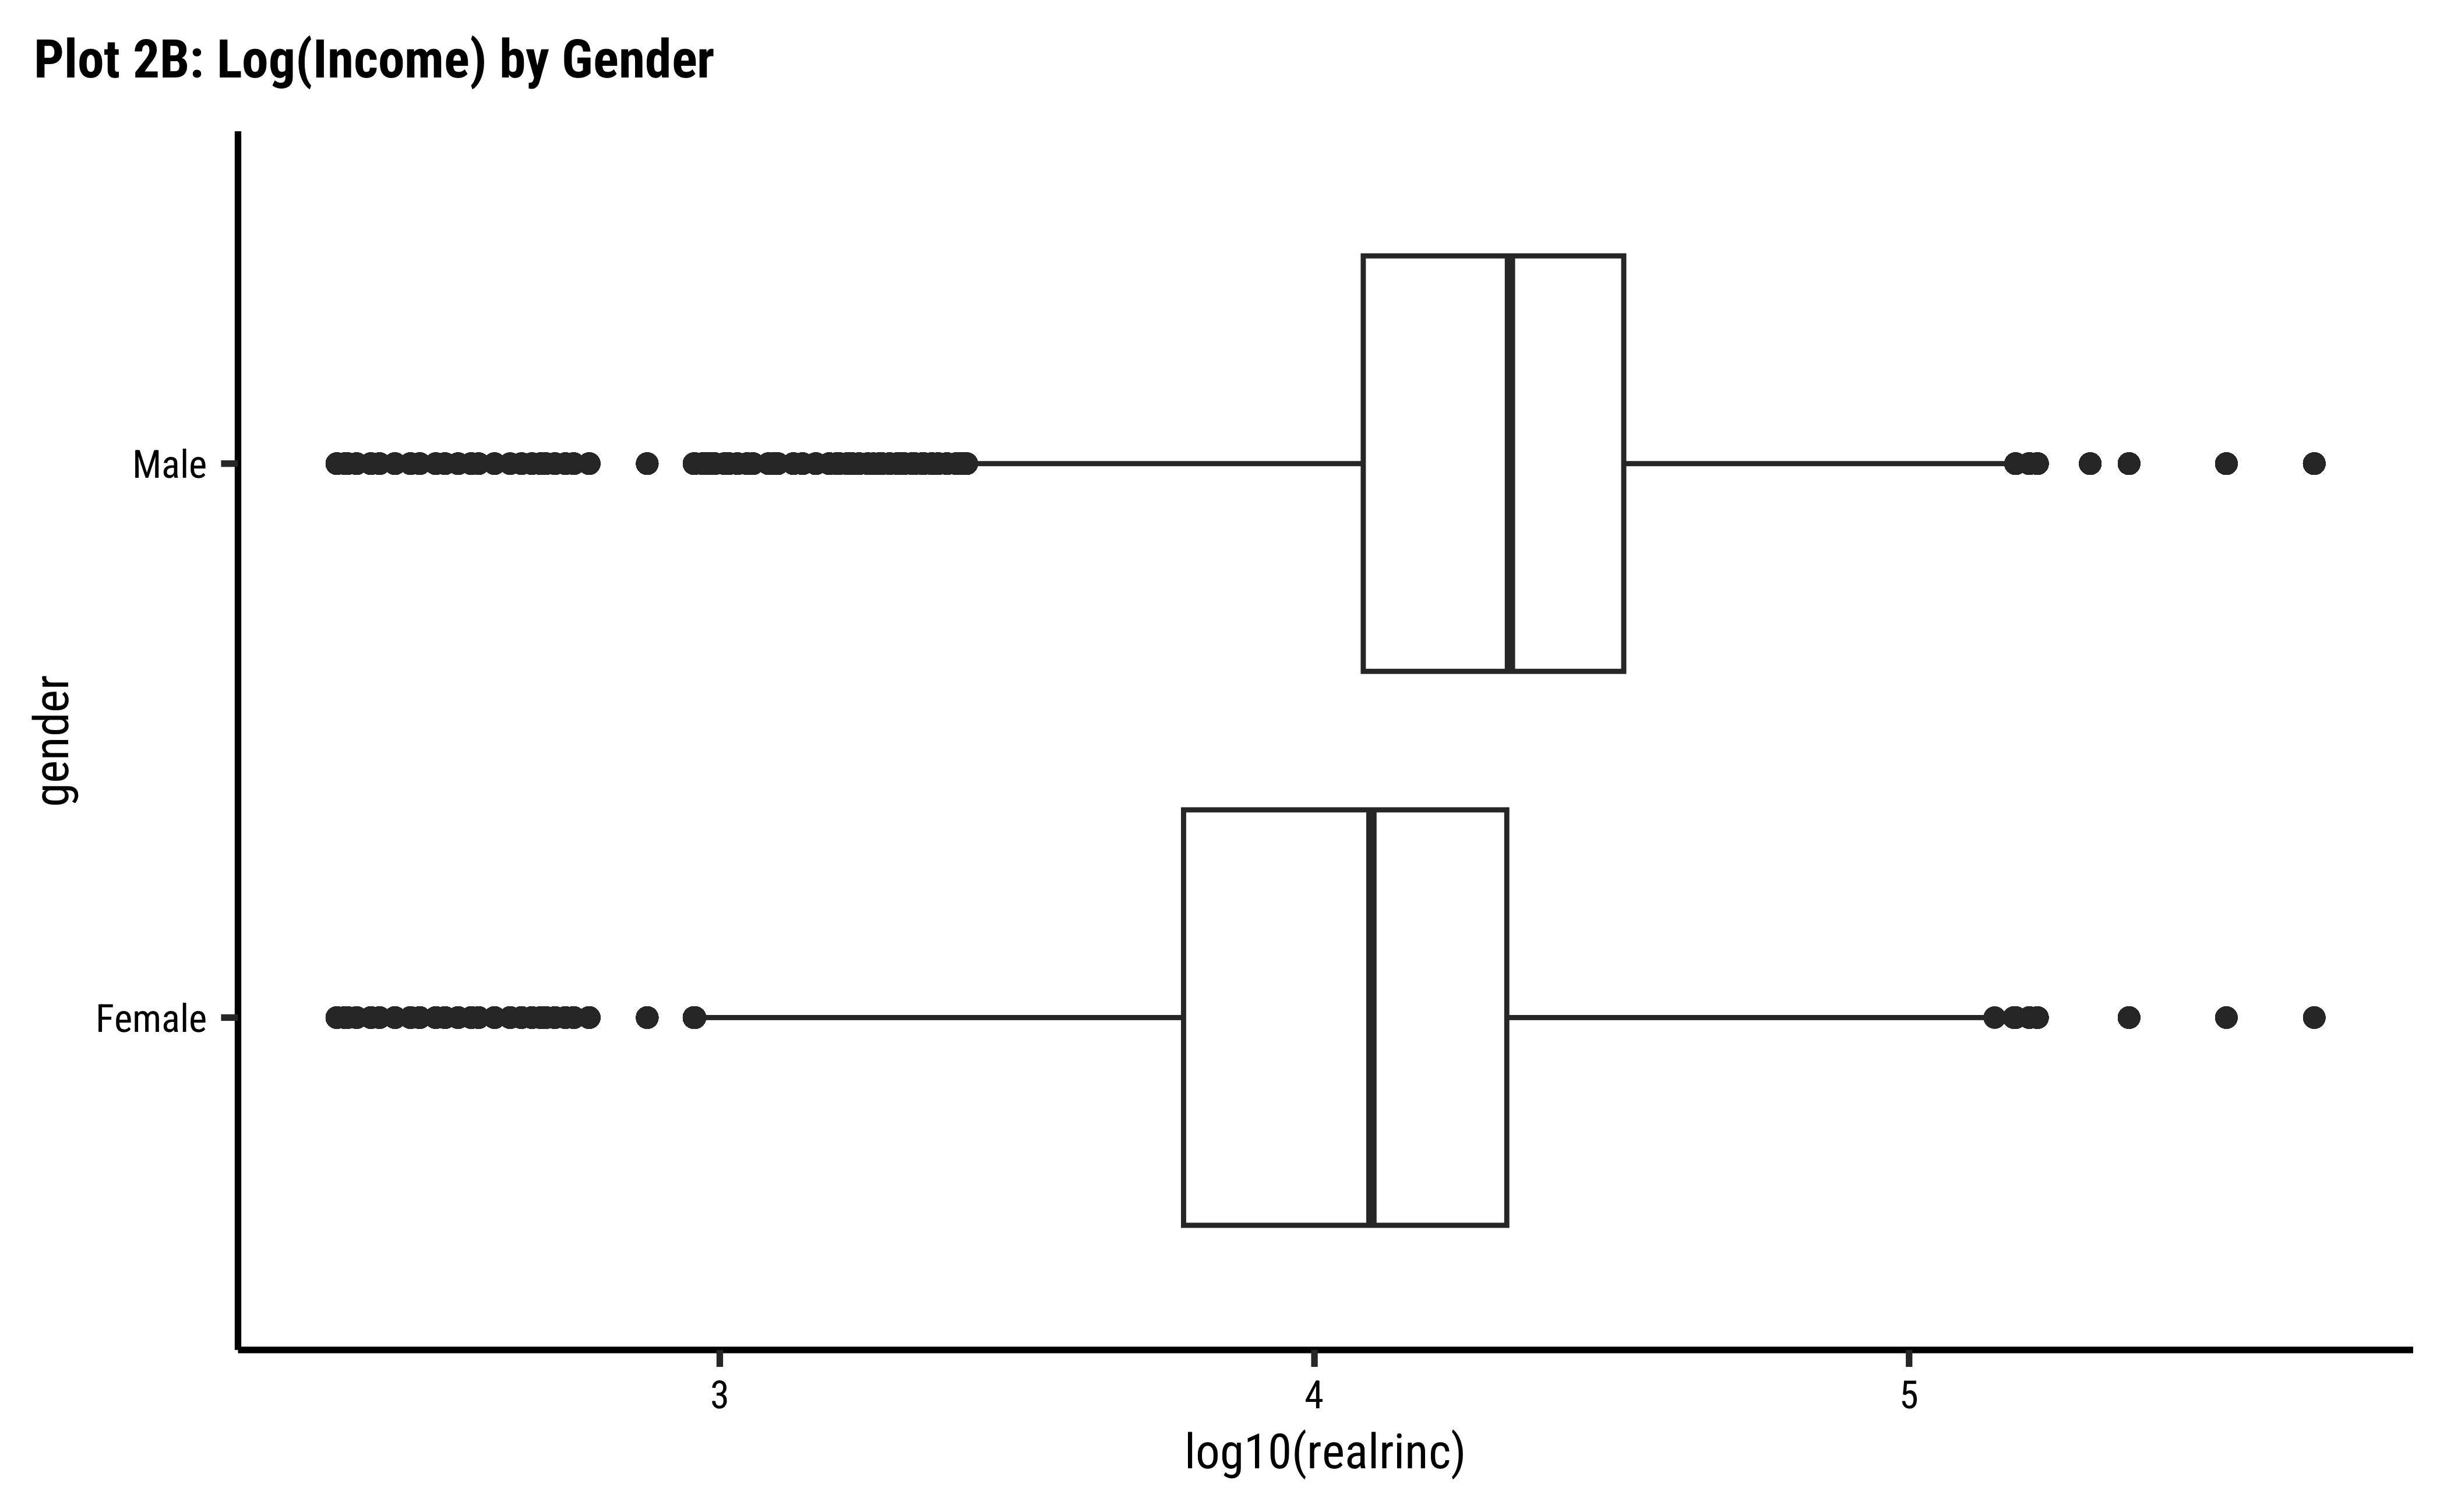 Plot 2B: Log(Income) by Gender
Male
gender
Female
3
4
5
log10(realrinc)